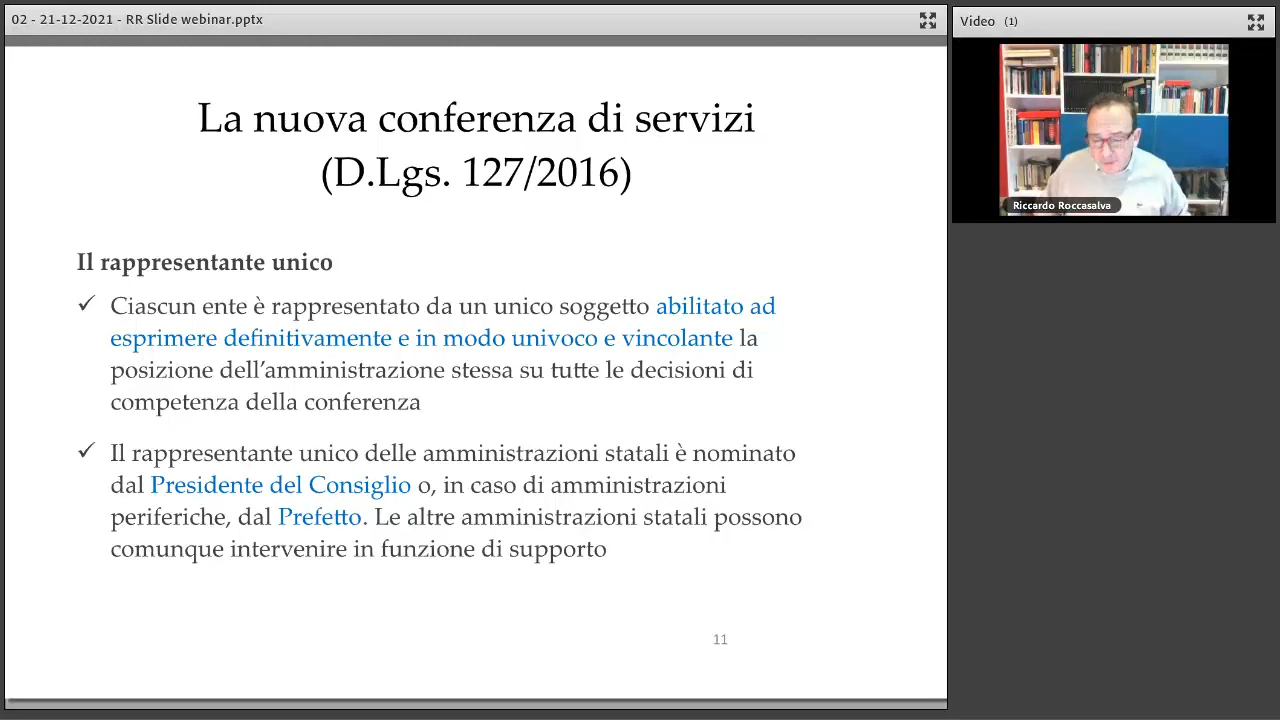 02 - 21-12-2021 - RR Slide webinar.pptx
Video (1)
La nuova conferenza di servizi
(D.Lgs. 127/2016)
Riccardo Roccasalva
Il rappresentante unico
✓ Ciascun ente è rappresentato da un unico soggetto abilitato ad
esprimere definitivamente e in modo univoco e vincolante la
posizione dell’amministrazione stessa su tutte le decisioni di
competenza della conferenza
✓ Il rappresentante unico delle amministrazioni statali è nominato
dal Presidente del Consiglio o, in caso di amministrazioni
periferiche, dal Prefetto. Le altre amministrazioni statali possono
comunque intervenire in funzione di supporto
11